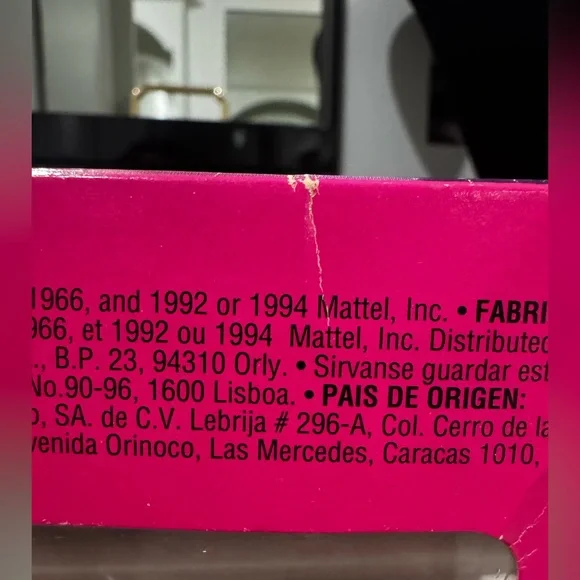 1966, and 1992 or 1994 Mattel, Inc. • FABRI
966, et 1992 ou 1994 Mattel, Inc. Distributed
., B.P. 23, 94310 Orly. • Sirvanse guardar est
No.90-96, 1600 Lisboa. • PAIS DE ORIGEN:
o, SA. de C.V. Lebrija # 296-A, Col. Cerro de la
venida Orinoco, Las Mercedes, Caracas 1010,